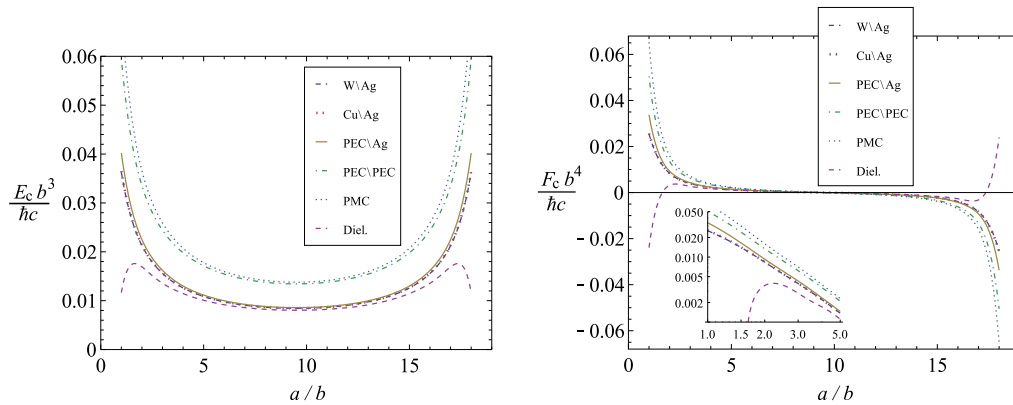 0.06
0.05
0.04
0.03
0.02
0.01
0
E_c b^3
ħc
W\Ag
Cu\Ag
PEC\Ag
PEC\PEC
PMC
Diel.
0
5
10
15
a / b
0.06
0.04
0.02
0
− 0.02
− 0.04
− 0.06
F_c b^4
ħc
W\Ag
Cu\Ag
PEC\Ag
PEC\PEC
PMC
Diel.
0.050
0.020
0.010
0.005
0.002
1.0
1.5
2.0
3.0
5.0
0
5
10
15
a / b